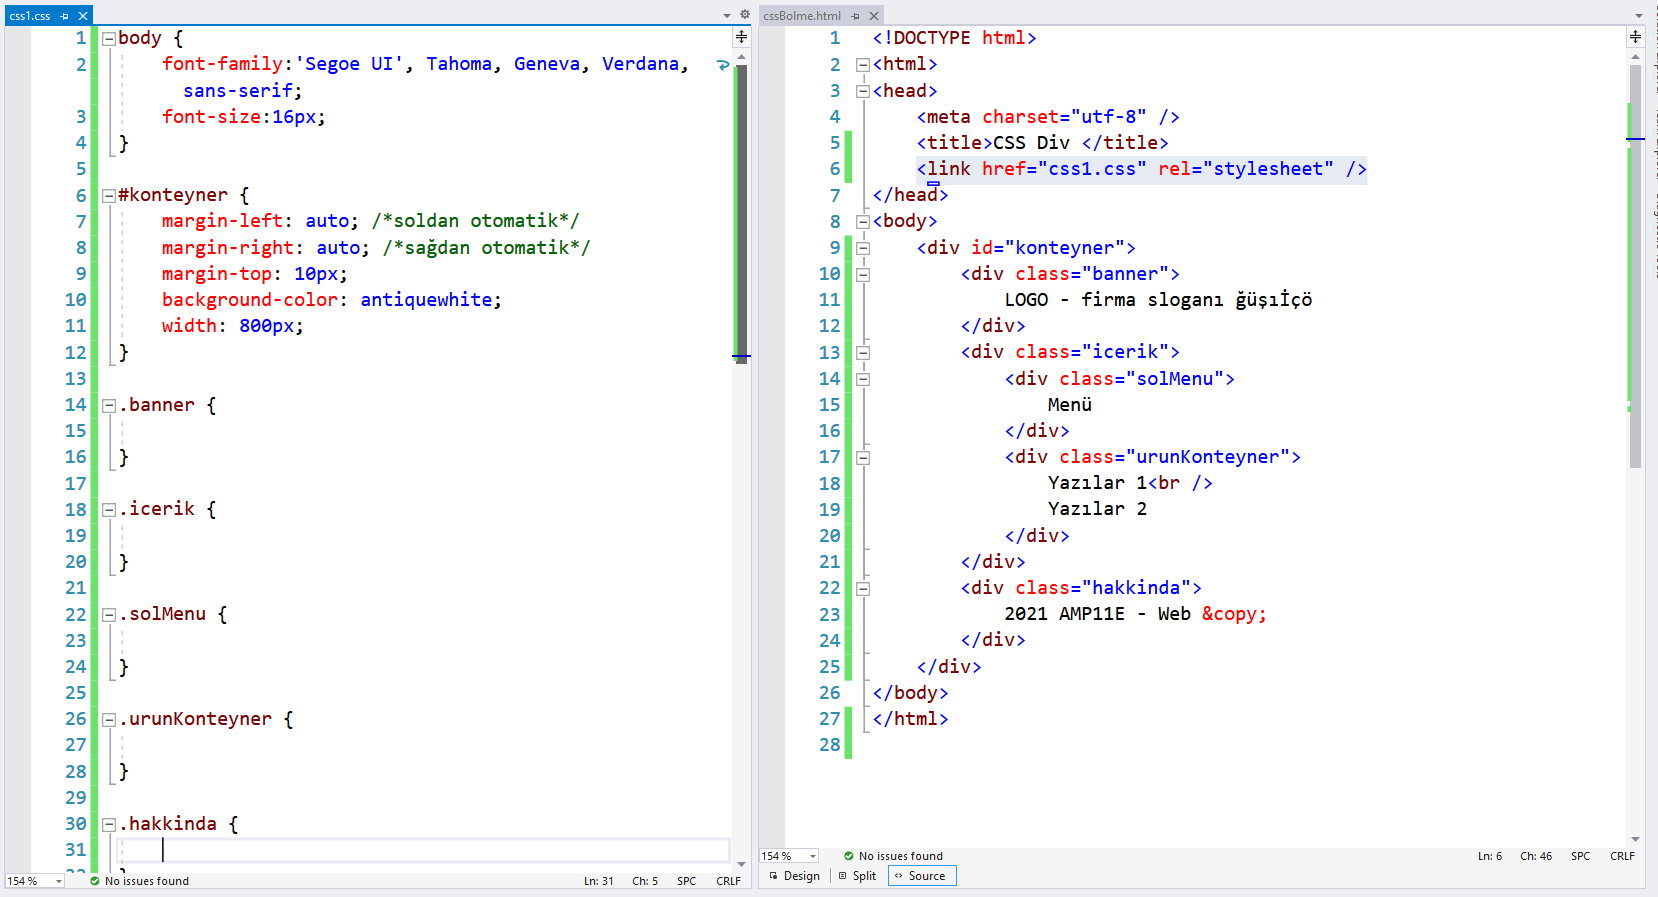 css1.css
1 body {
2 font-family:'Segoe UI', Tahoma, Geneva, Verdana,
sans-serif;
3 font-size:16px;
4 }
5
6 #konteyner {
7 margin-left: auto; /*soldan otomatik*/
8 margin-right: auto; /*sağdan otomatik*/
9 margin-top: 10px;
10 background-color: antiquewhite;
11 width: 800px;
12 }
13
14 .banner {
15
16 }
17
18 .icerik {
19
20 }
21
22 .solMenu {
23
24 }
25
26 .urunKonteyner {
27
28 }
29
30 .hakkinda {
31
154 % No issues found Ln: 31 Ch: 5 SPC CRLF
cssBolme.html
1 <!DOCTYPE html>
2 <html>
3 <head>
4 <meta charset="utf-8" />
5 <title>CSS Div </title>
6 <link href="css1.css" rel="stylesheet" />
7 </head>
8 <body>
9 <div id="konteyner">
10 <div class="banner">
11 LOGO - firma sloganı ğüşıİçö
12 </div>
13 <div class="icerik">
14 <div class="solMenu">
15 Menü
16 </div>
17 <div class="urunKonteyner">
18 Yazılar 1<br />
19 Yazılar 2
20 </div>
21 </div>
22 <div class="hakkinda">
23 2021 AMP11E - Web &copy;
24 </div>
25 </div>
26 </body>
27 </html>
28
154 % No issues found Ln: 6 Ch: 46 SPC CRLF
Design Split Source